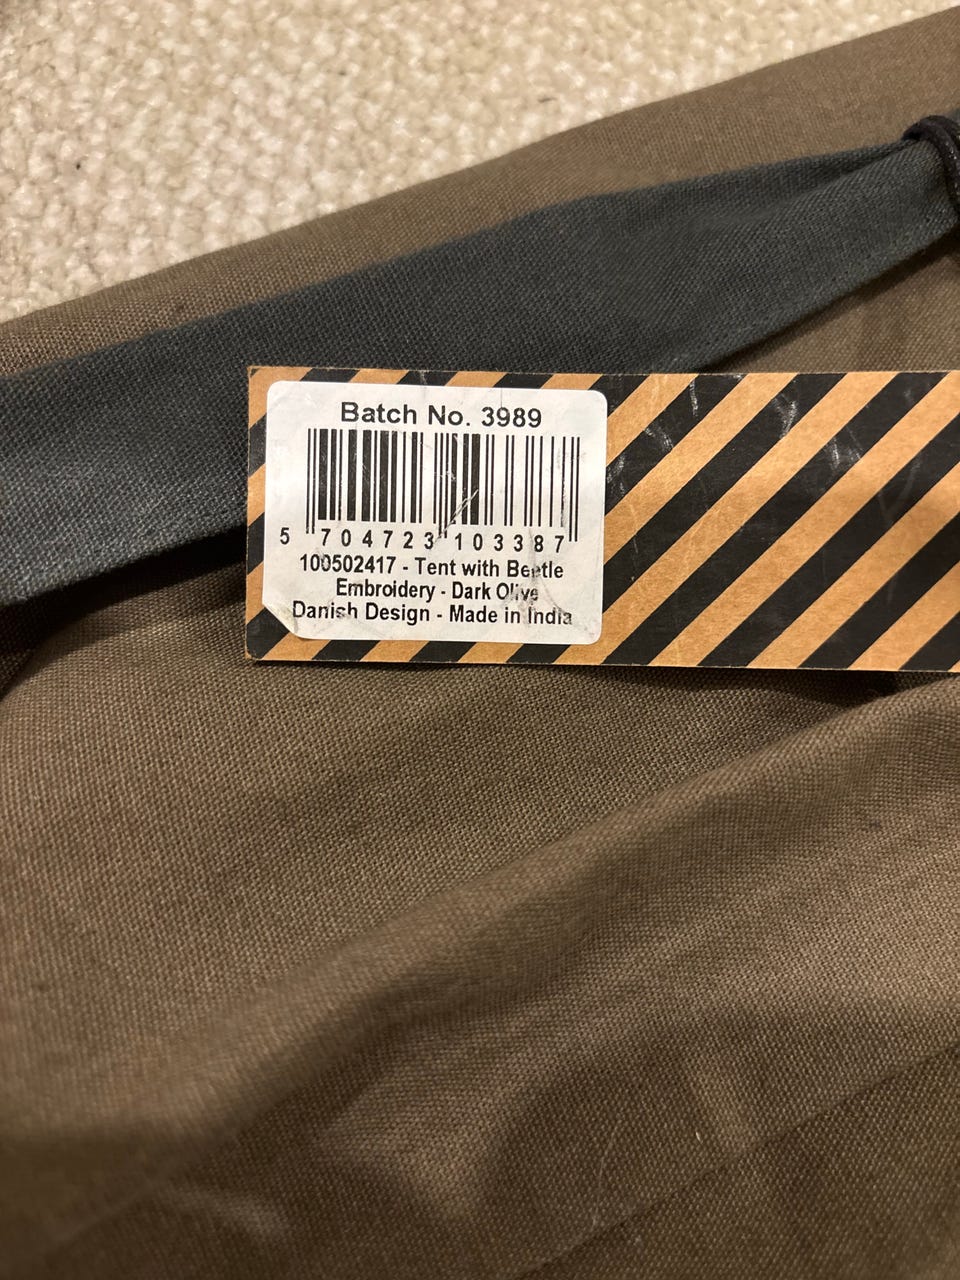 Batch No. 3989
5 704723 103387
100502417 - Tent with Beetle
Embroidery - Dark Olive
Danish Design - Made in India